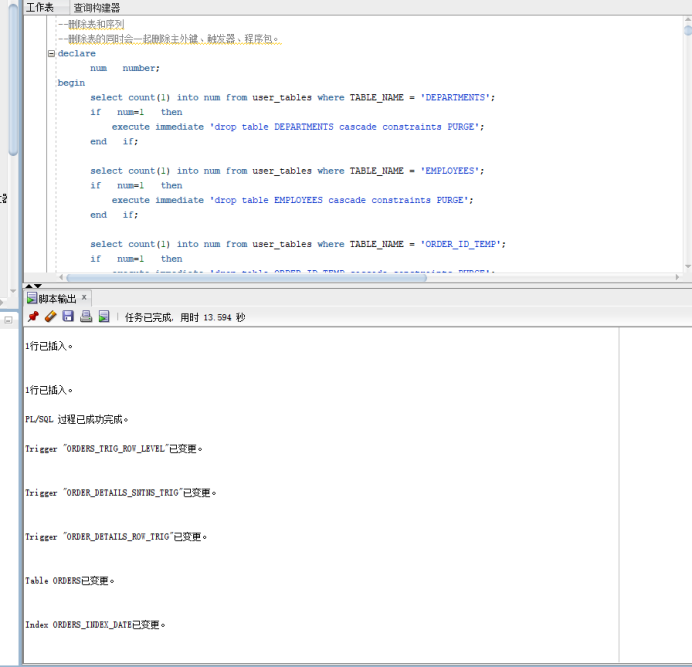 工作表 查询构建器
--删除表和序列
--删除表的同时会一起删除主外键、触发器、程序包。
declare
num number;
begin
select count(1) into num from user_tables where TABLE_NAME = 'DEPARTMENTS';
if num=1 then
execute immediate 'drop table DEPARTMENTS cascade constraints PURGE';
end if;
select count(1) into num from user_tables where TABLE_NAME = 'EMPLOYEES';
if num=1 then
execute immediate 'drop table EMPLOYEES cascade constraints PURGE';
end if;
select count(1) into num from user_tables where TABLE_NAME = 'ORDER_ID_TEMP';
if num=1 then
execute immediate 'drop table ORDER_ID_TEMP cascade constraints PURGE';
脚本输出 ×
任务已完成, 用时 13.594 秒
1行已插入。
1行已插入。
PL/SQL 过程已成功完成。
Trigger "ORDERS_TRIG_ROW_LEVEL"已变更。
Trigger "ORDER_DETAILS_SNTNS_TRIG"已变更。
Trigger "ORDER_DETAILS_ROW_TRIG"已变更。
Table ORDERS已变更。
Index ORDERS_INDEX_DATE已变更。